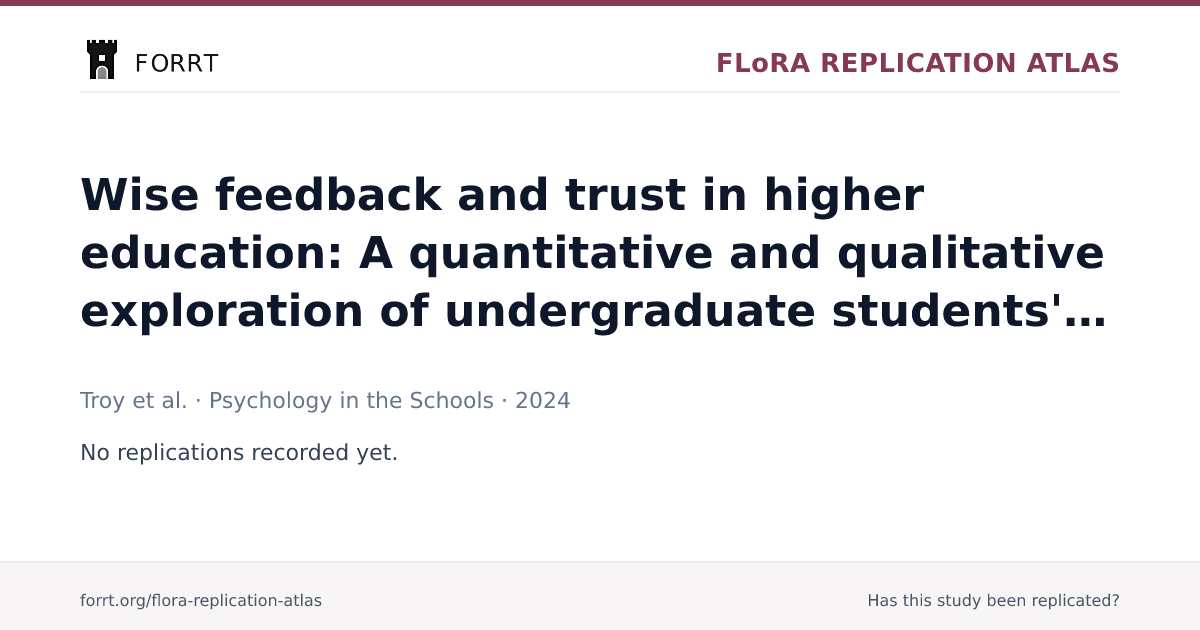 FORRT
FLoRA REPLICATION ATLAS
Wise feedback and trust in higher
education: A quantitative and qualitative
exploration of undergraduate students'…
Troy et al. · Psychology in the Schools · 2024
No replications recorded yet.
forrt.org/flora-replication-atlas
Has this study been replicated?